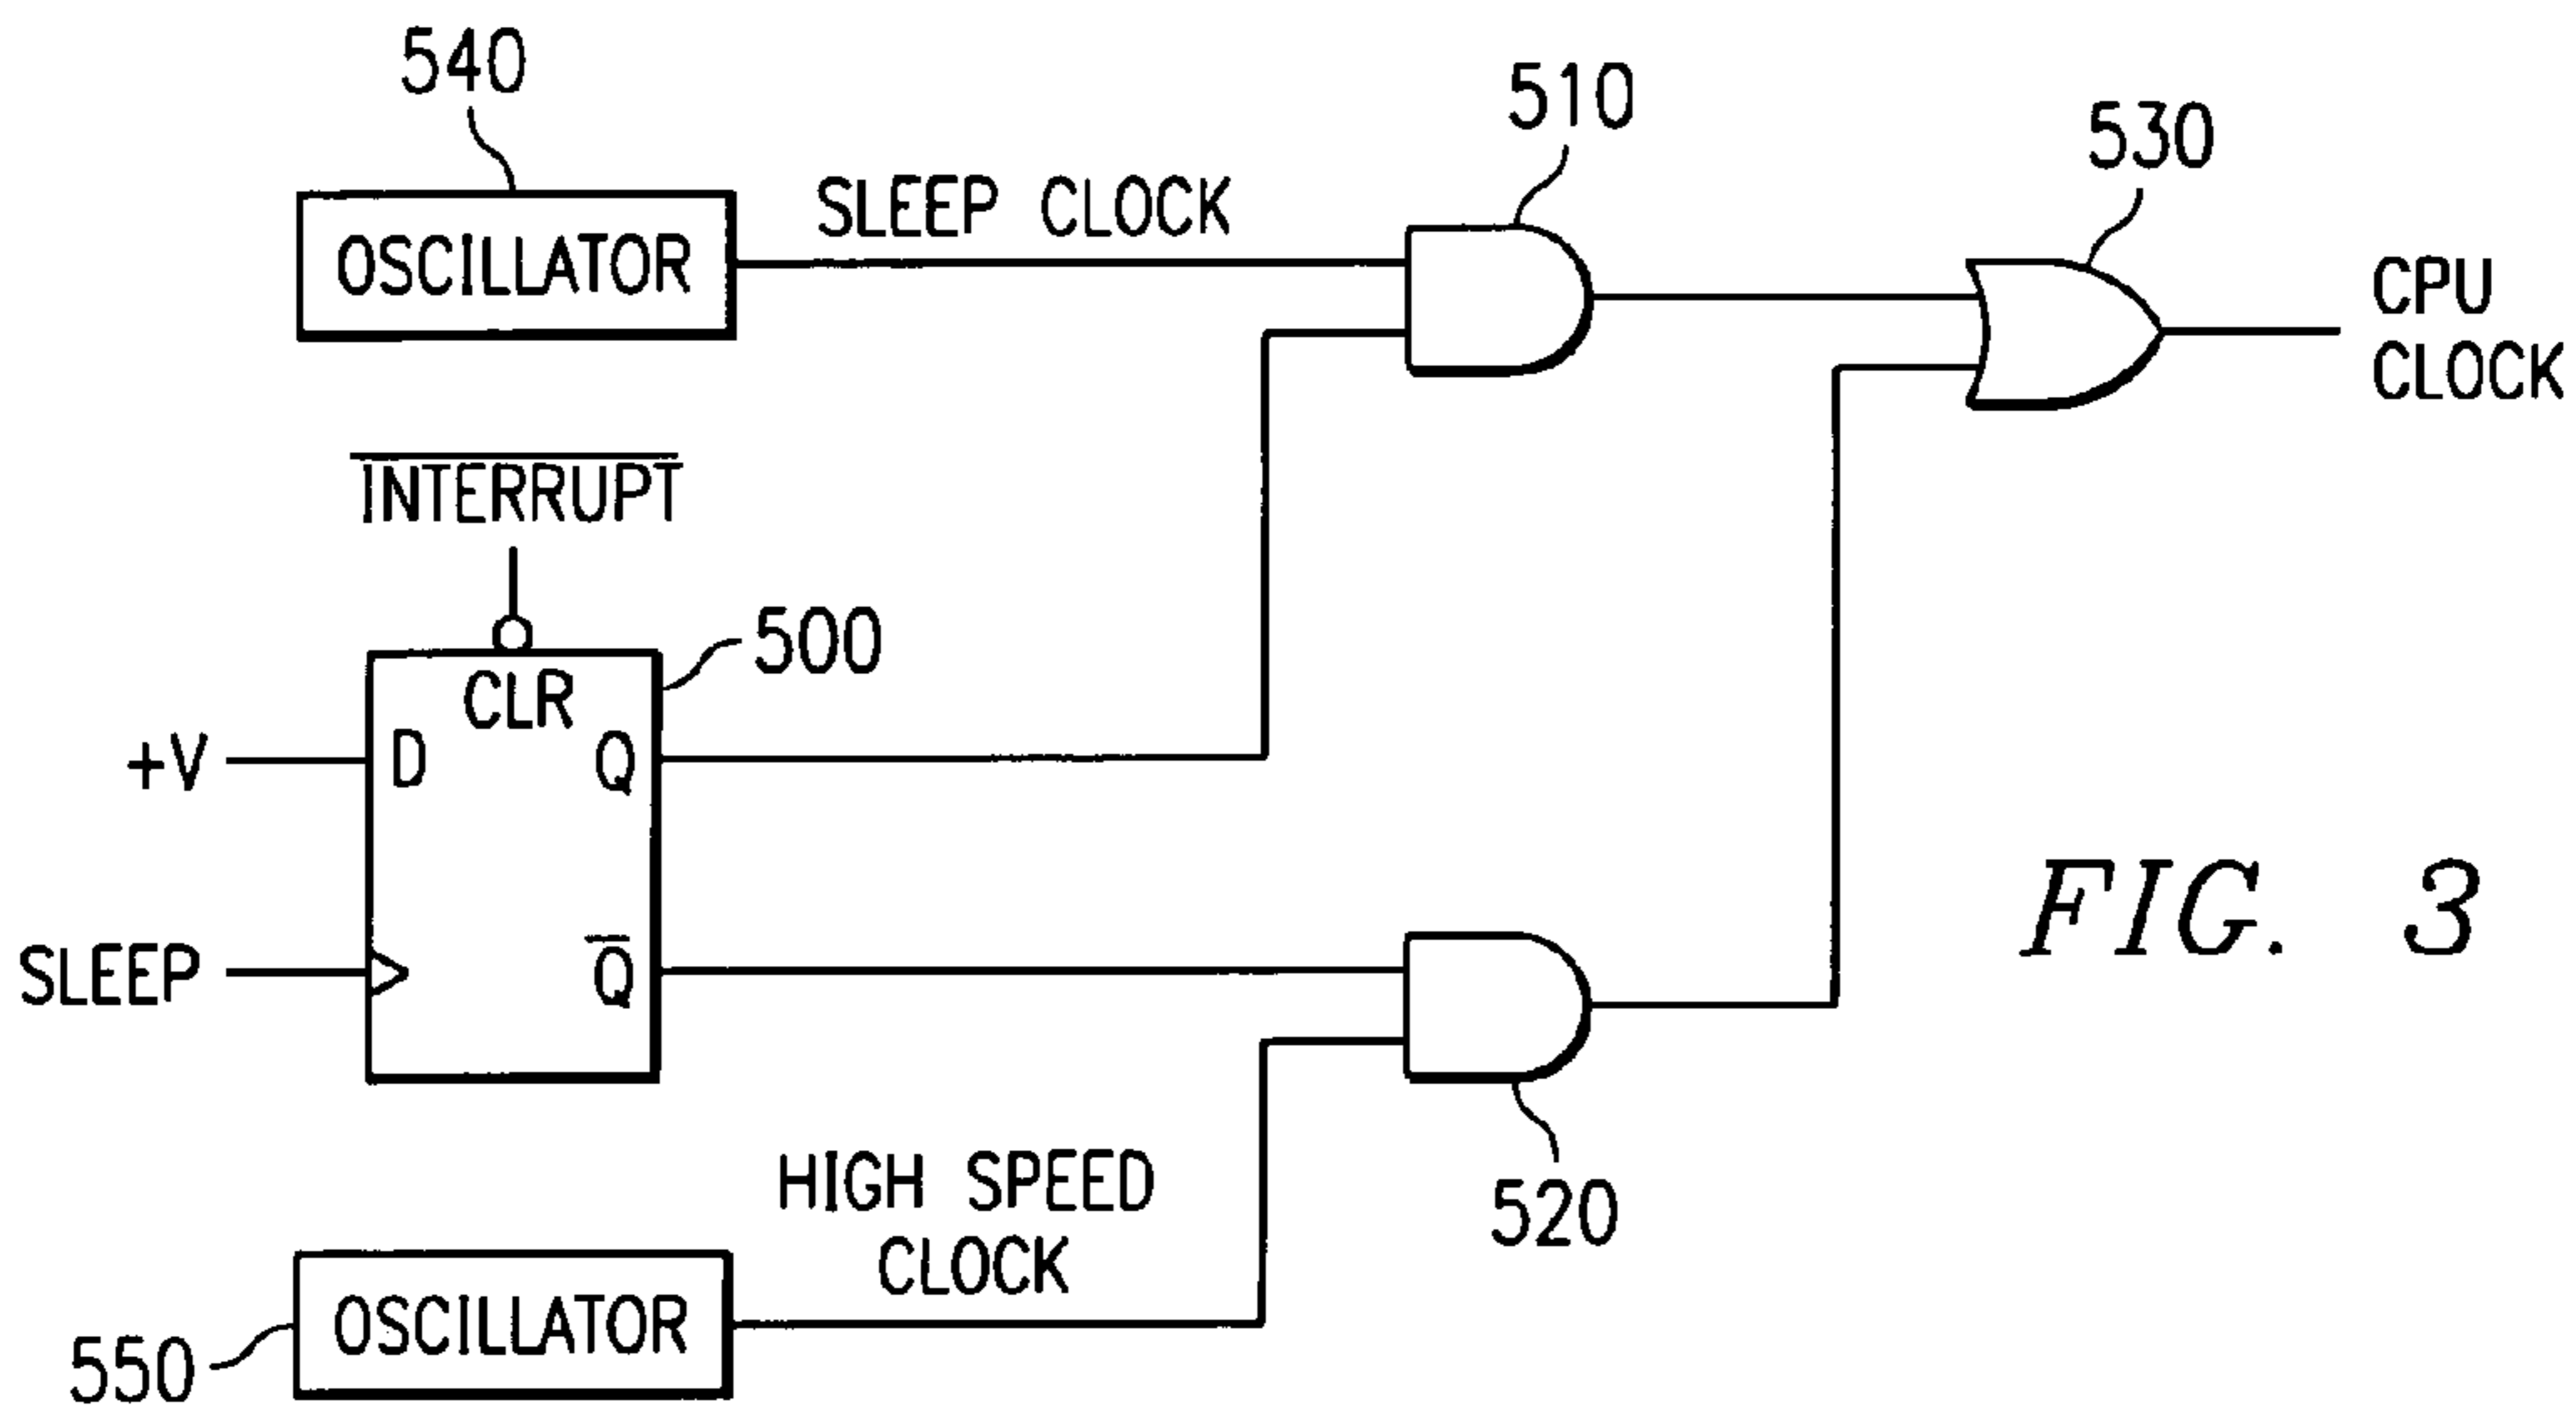 540
510
530
SLEEP CLOCK
OSCILLATOR
CPU
CLOCK
INTERRUPT
500
CLR
+V
D
Q
SLEEP
Q̅
FIG. 3
HIGH SPEED
CLOCK
520
OSCILLATOR
550